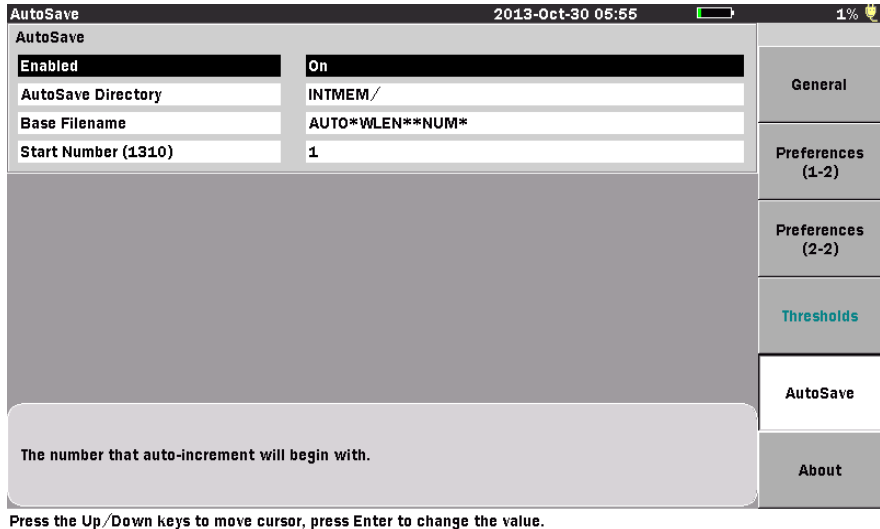 AutoSave 2013-Oct-30 05:55 1%
AutoSave
Enabled On
AutoSave Directory INTMEM/
Base Filename AUTO*WLEN**NUM*
Start Number (1310) 1
General
Preferences
(1-2)
Preferences
(2-2)
Thresholds
AutoSave
About
The number that auto-increment will begin with.
Press the Up/Down keys to move cursor, press Enter to change the value.